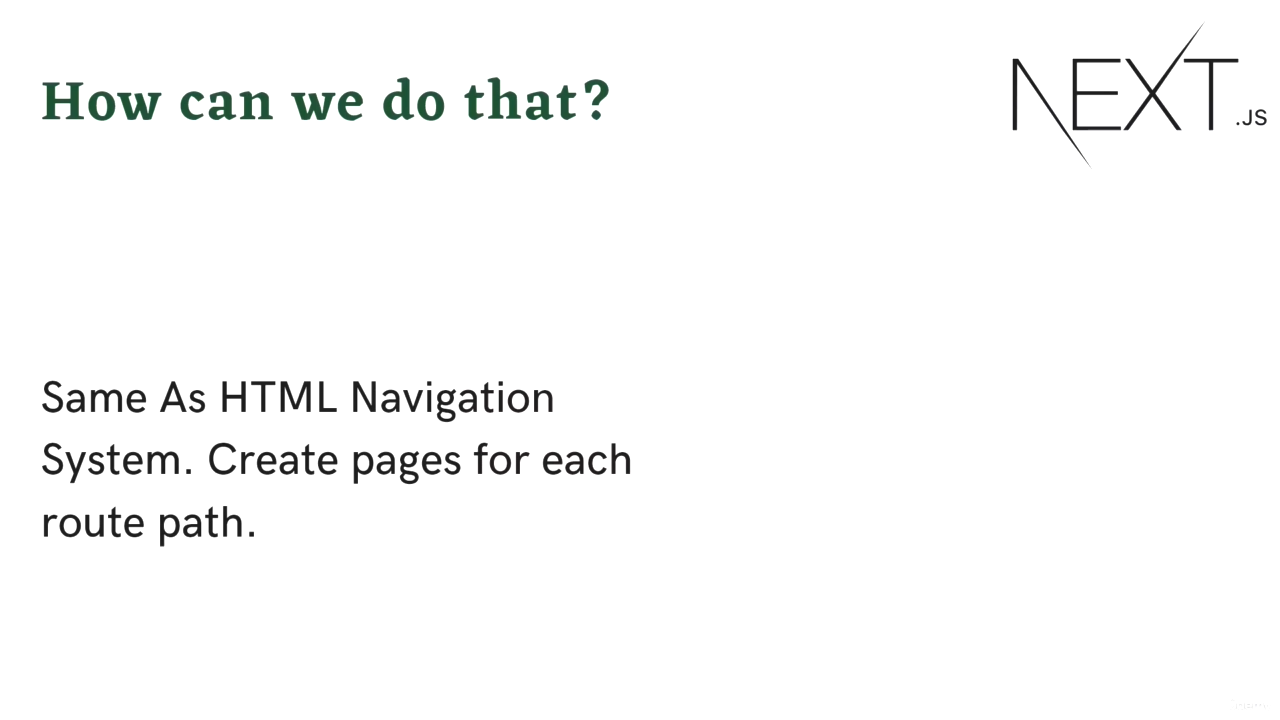 How can we do that?
NEXT.JS
Same As HTML Navigation
System. Create pages for each
route path.